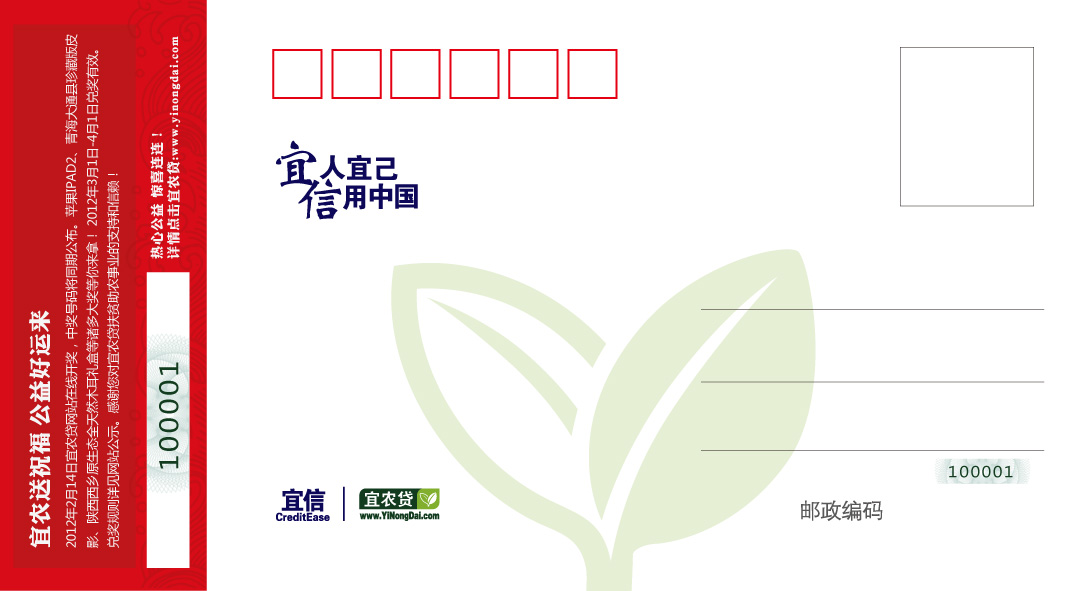 宜农送祝福 公益好运来
2012年2月14日宜农贷网站在线开奖，中奖号码将同期公布。苹果IPAD2、青海大通县珍藏版皮
影、陕西西乡原生态全天然木耳礼盒等诸多大奖等你来拿！2012年3月1日-4月1日兑奖有效。
兑奖规则详见网站公示。感谢您对宜农贷扶贫助农事业的支持和信赖！
热心公益 惊喜连连！
详情点击宜农贷:www.yinongdai.com
100001
宜人宜己
信用中国
宜信
CreditEase
宜农贷
www.YiNongDai.com
100001
邮政编码